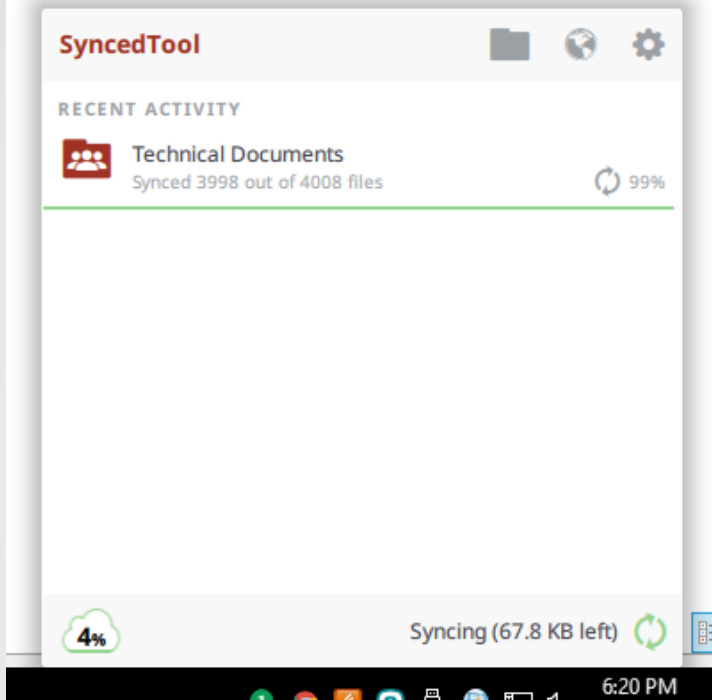 SyncedTool
RECENT ACTIVITY
Technical Documents
Synced 3998 out of 4008 files
99%
4%
Syncing (67.8 KB left)
6:20 PM